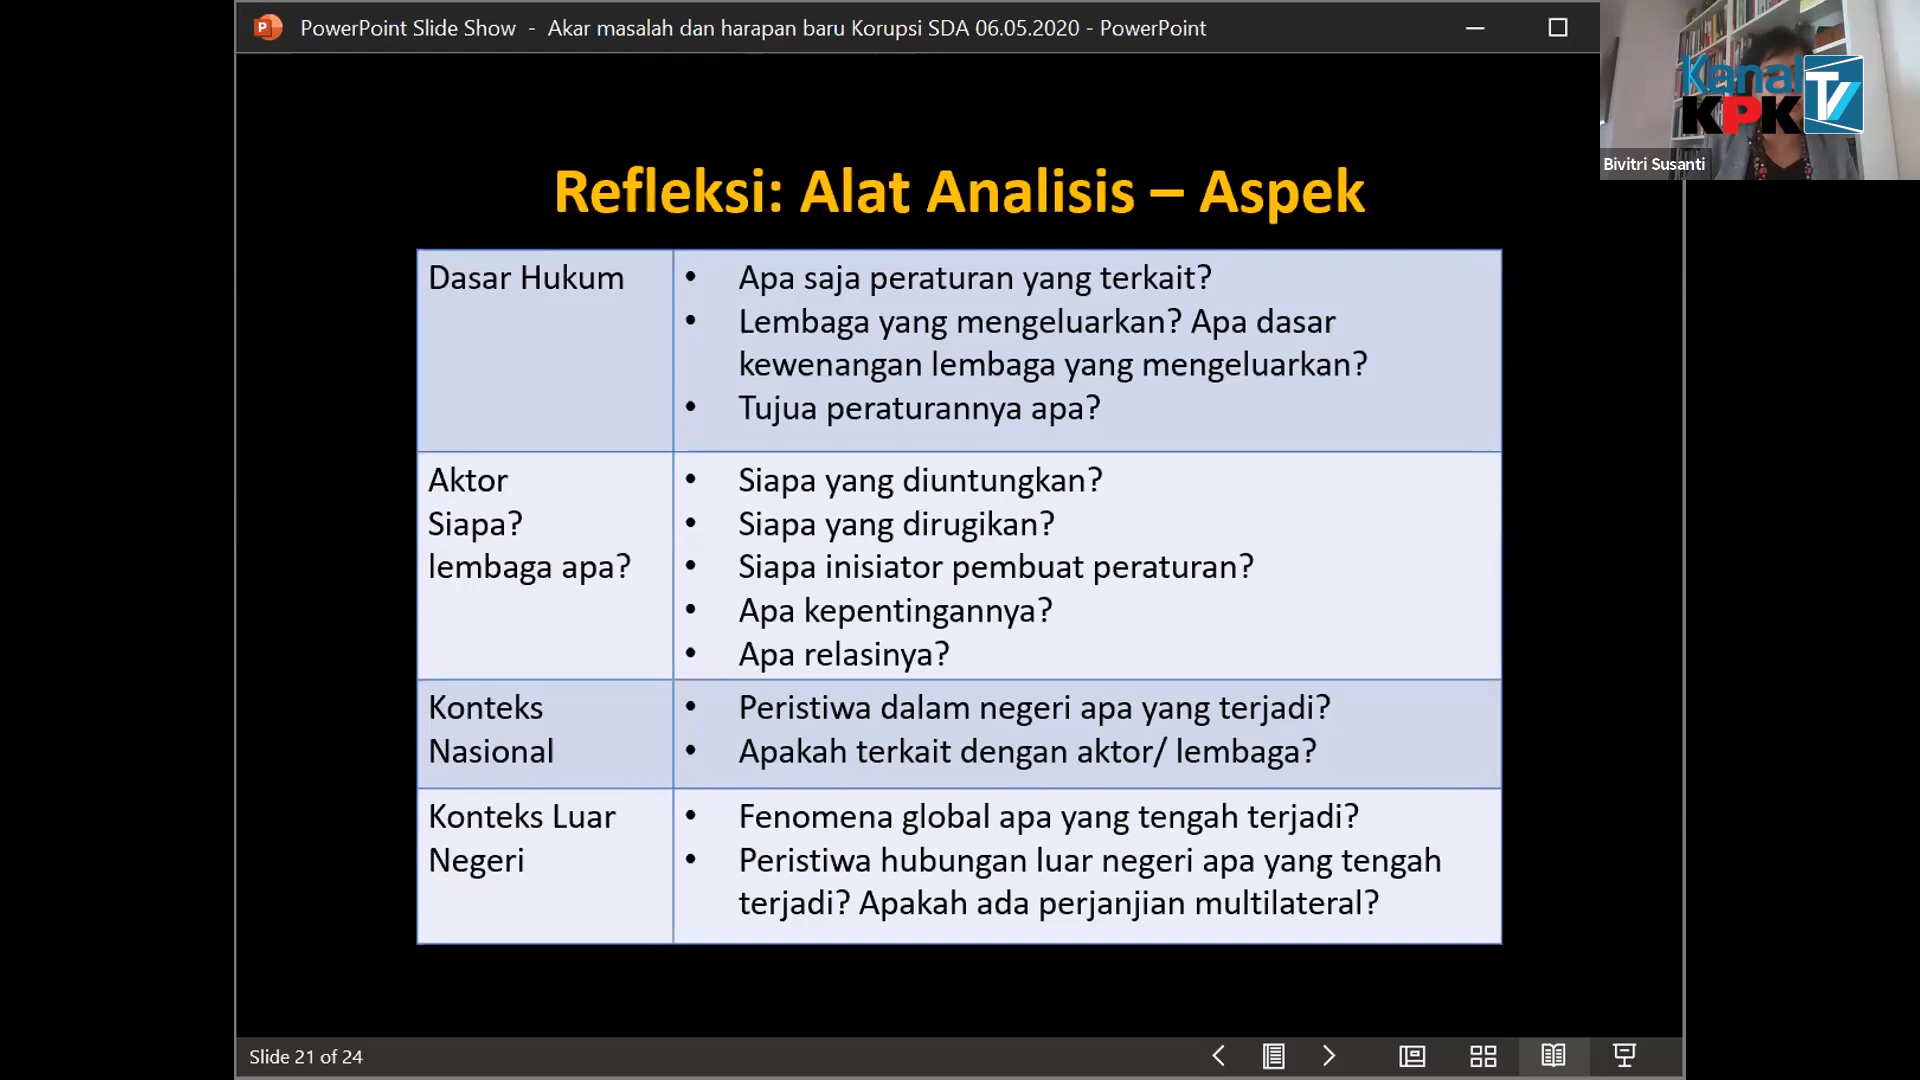 PowerPoint Slide Show - Akar masalah dan harapan baru Korupsi SDA 06.05.2020 - PowerPoint
Kanal
KPK TV
Bivitri Susanti
Refleksi: Alat Analisis – Aspek
Dasar Hukum
• Apa saja peraturan yang terkait?
• Lembaga yang mengeluarkan? Apa dasar
kewenangan lembaga yang mengeluarkan?
• Tujua peraturannya apa?
Aktor
Siapa?
lembaga apa?
• Siapa yang diuntungkan?
• Siapa yang dirugikan?
• Siapa inisiator pembuat peraturan?
• Apa kepentingannya?
• Apa relasinya?
Konteks
Nasional
• Peristiwa dalam negeri apa yang terjadi?
• Apakah terkait dengan aktor/ lembaga?
Konteks Luar
Negeri
• Fenomena global apa yang tengah terjadi?
• Peristiwa hubungan luar negeri apa yang tengah
terjadi? Apakah ada perjanjian multilateral?
Slide 21 of 24